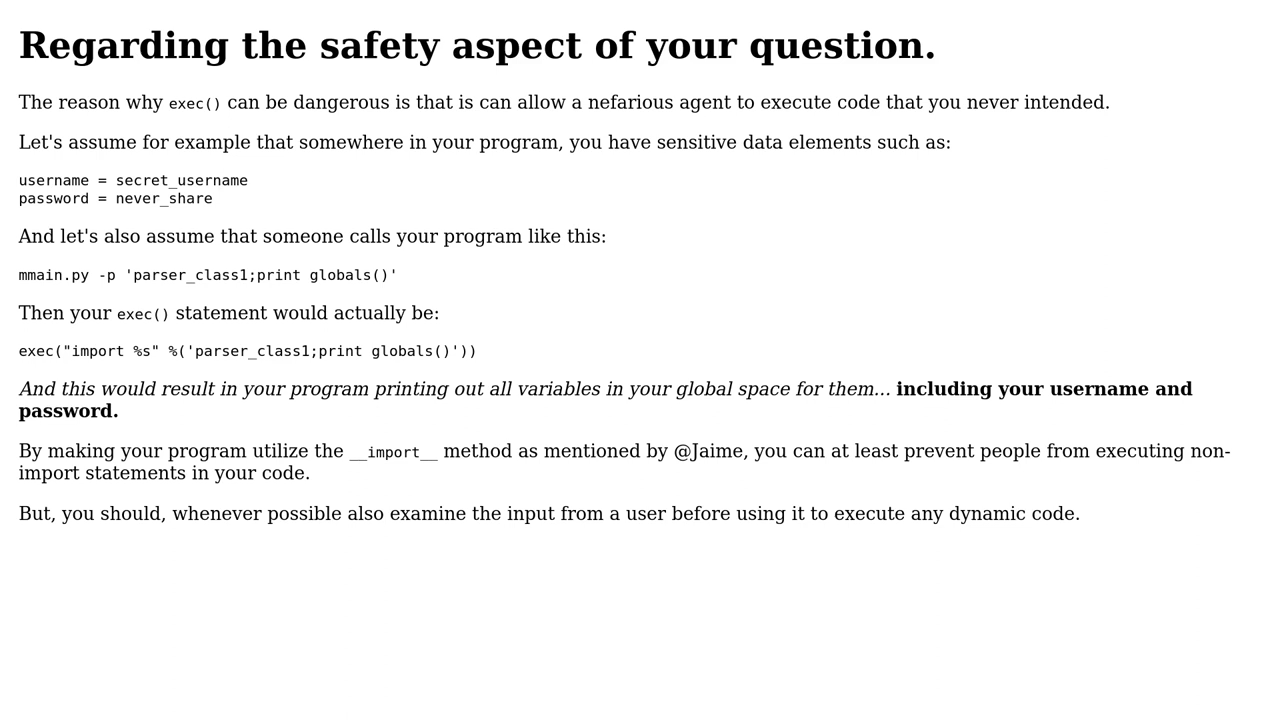 Regarding the safety aspect of your question.
The reason why exec() can be dangerous is that is can allow a nefarious agent to execute code that you never intended.
Let's assume for example that somewhere in your program, you have sensitive data elements such as:
username = secret_username
password = never_share
And let's also assume that someone calls your program like this:
mmain.py -p 'parser_class1;print globals()'
Then your exec() statement would actually be:
exec("import %s" %('parser_class1;print globals()'))
And this would result in your program printing out all variables in your global space for them... including your username and
password.
By making your program utilize the __import__ method as mentioned by @Jaime, you can at least prevent people from executing non-
import statements in your code.
But, you should, whenever possible also examine the input from a user before using it to execute any dynamic code.